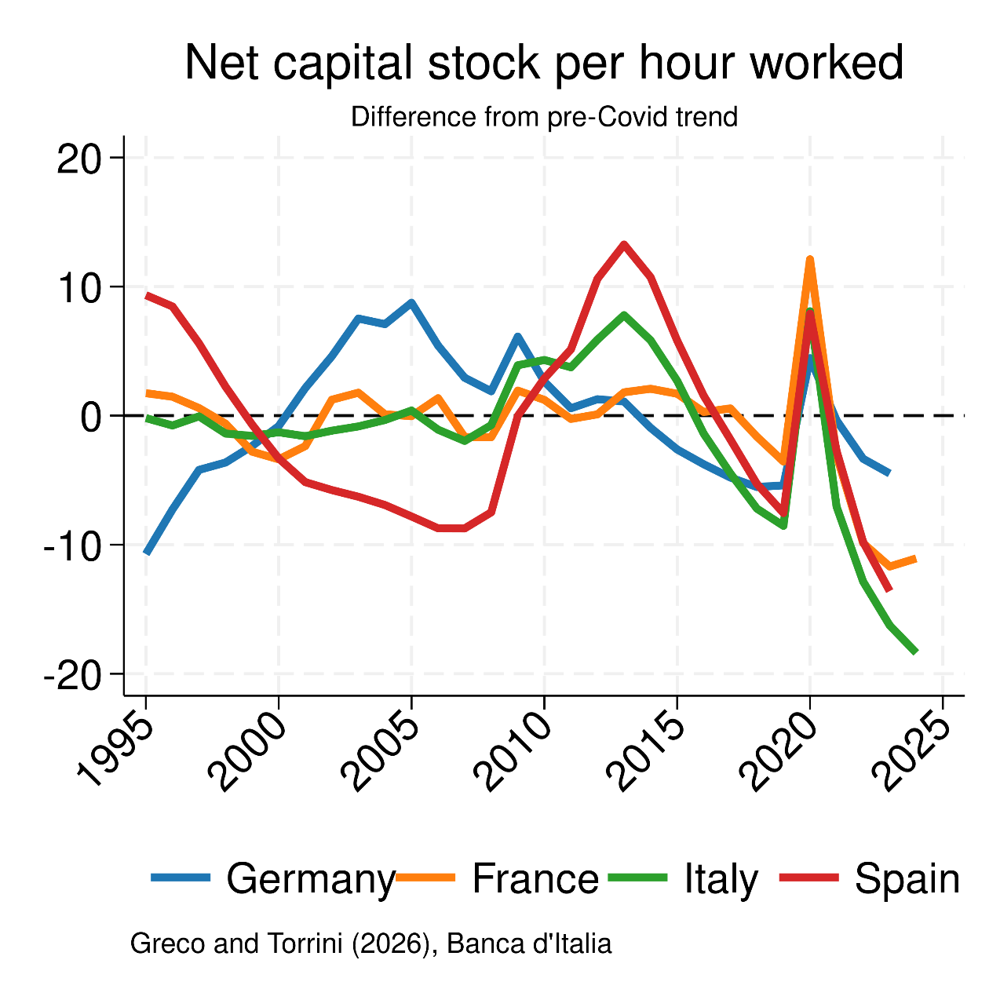 Net capital stock per hour worked
Difference from pre-Covid trend
20
10
0
-10
-20
1995 2000 2005 2010 2015 2020 2025
Germany France Italy Spain
Greco and Torrini (2026), Banca d'Italia